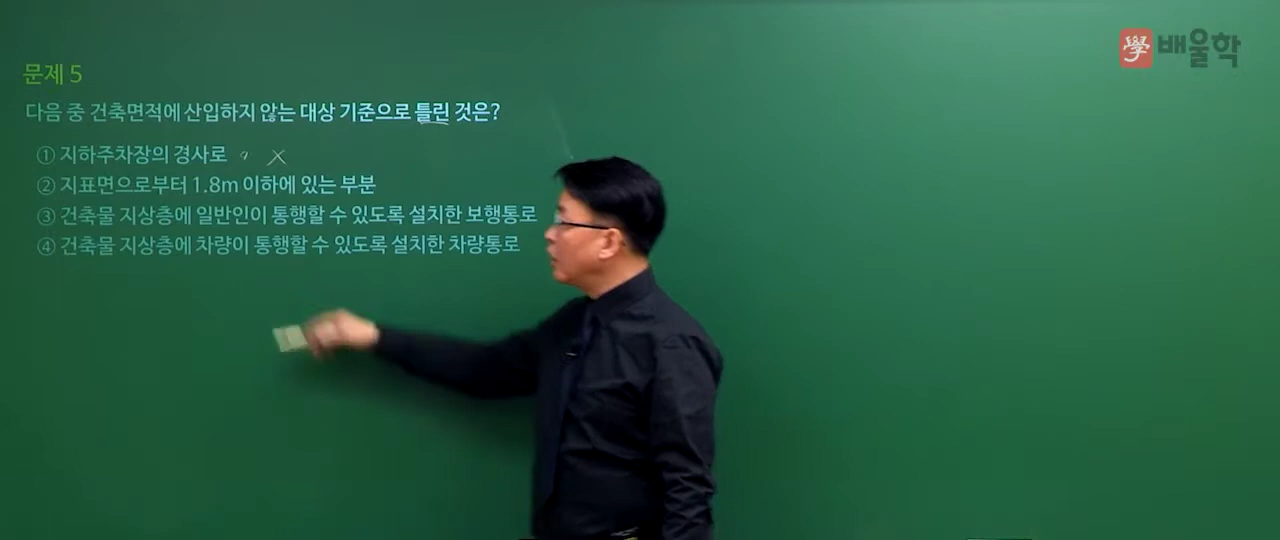 學 배울학
문제 5
다음 중 건축면적에 산입하지 않는 대상 기준으로 틀린 것은?
① 지하주차장의 경사로
② 지표면으로부터 1.8m 이하에 있는 부분
③ 건축물 지상층에 일반인이 통행할 수 있도록 설치한 보행통로
④ 건축물 지상층에 차량이 통행할 수 있도록 설치한 차량통로